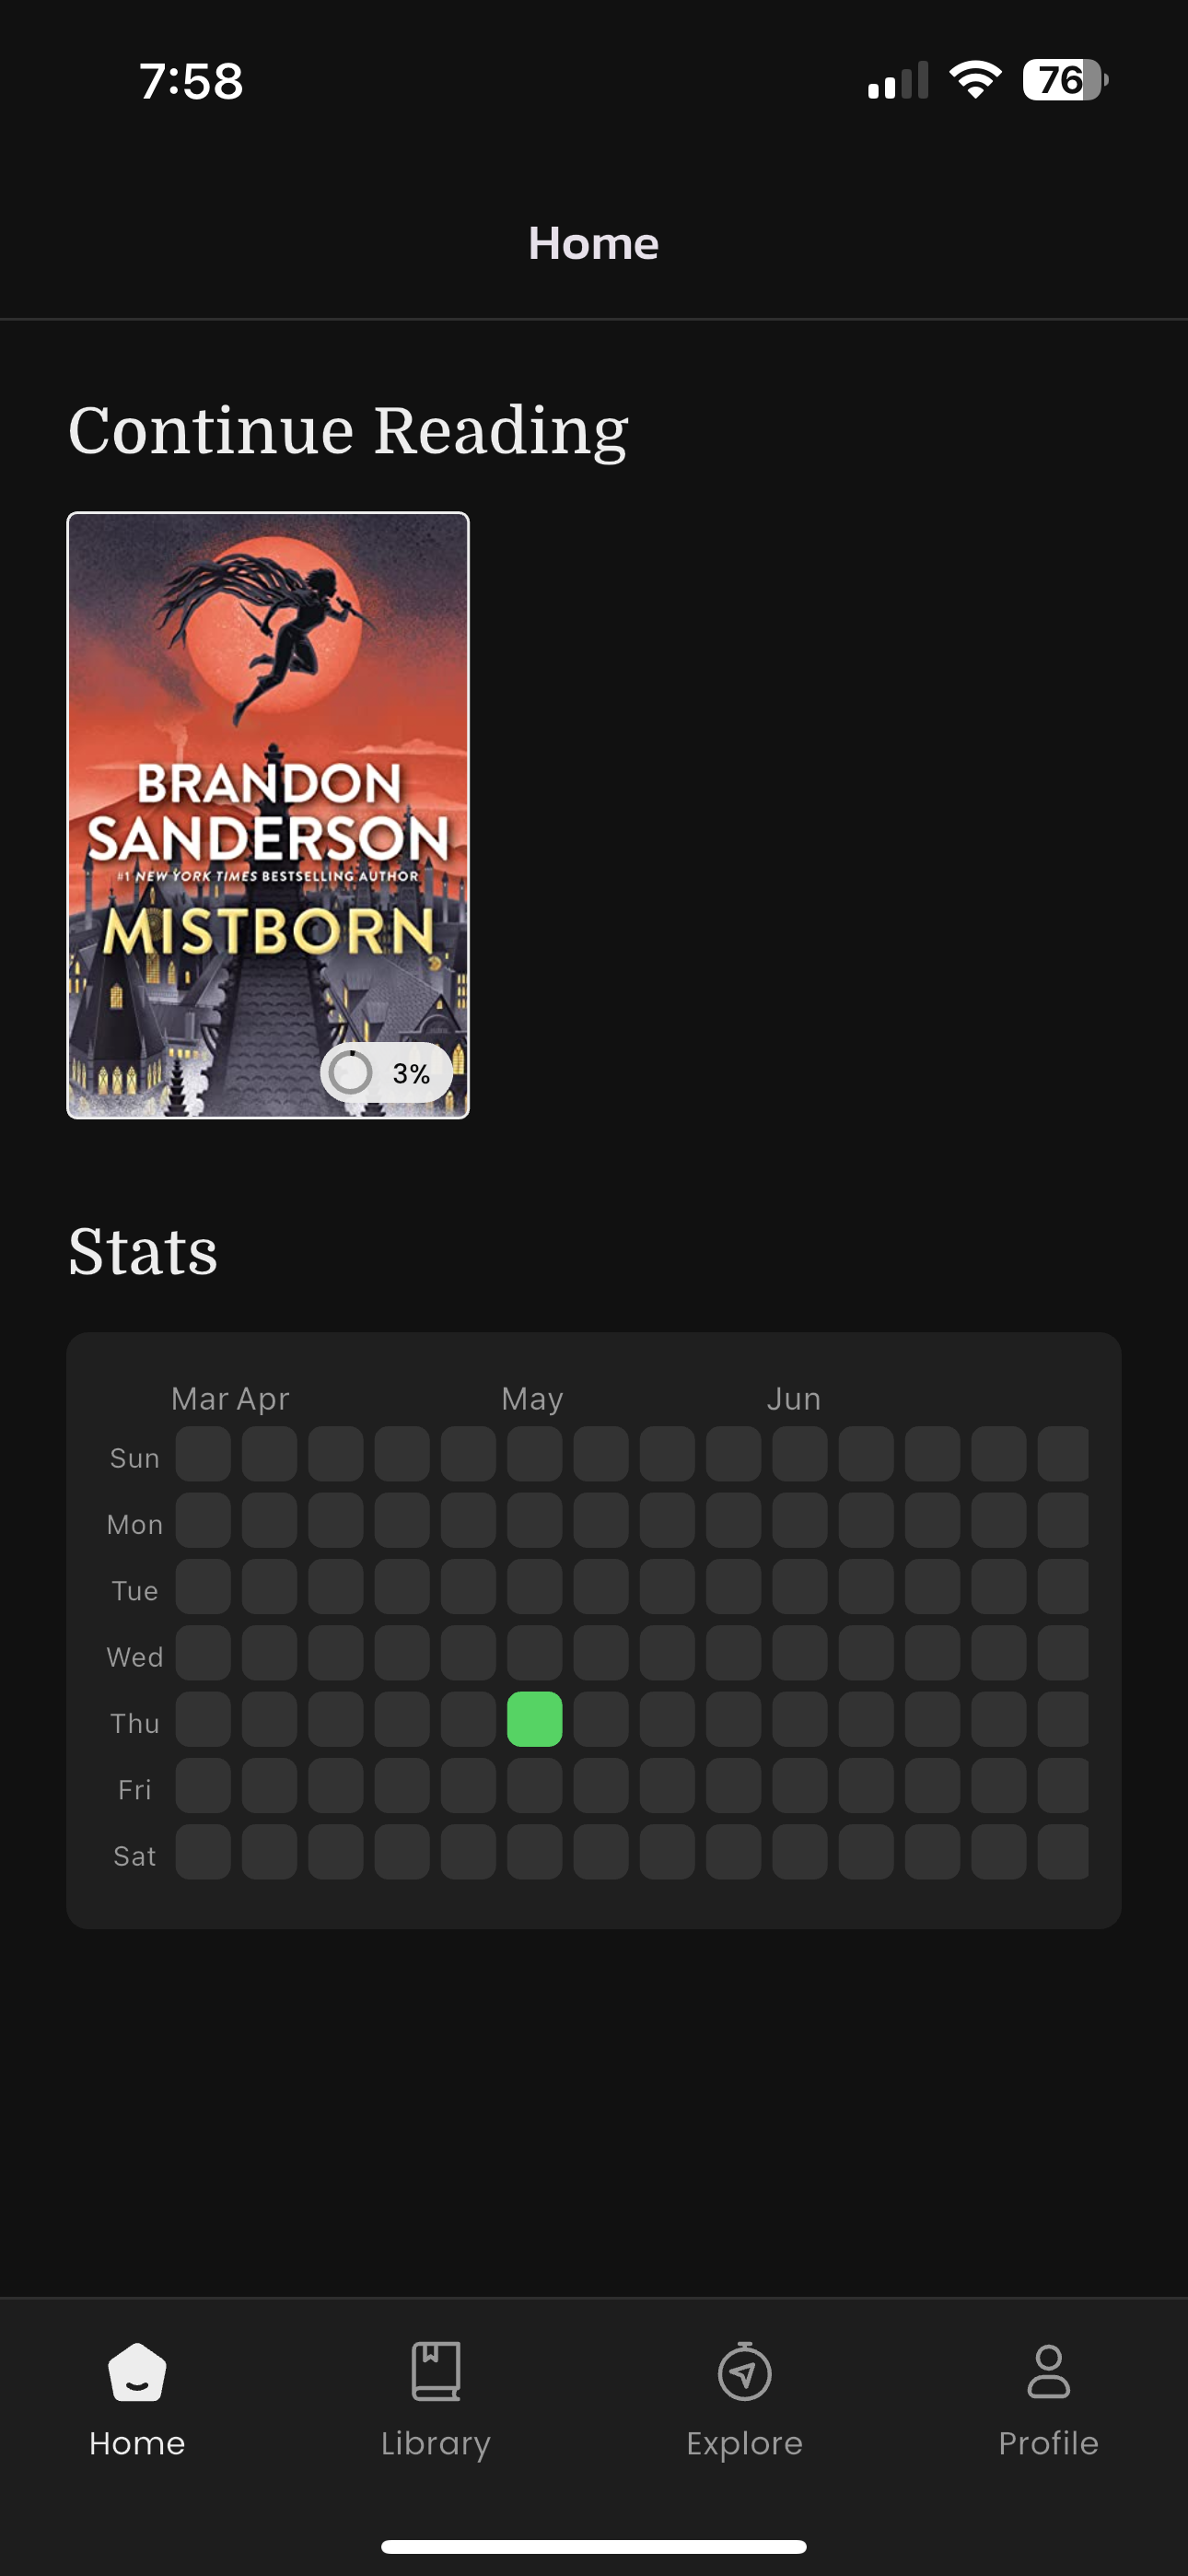 7:58
76
Home
Continue Reading
BRANDON
SANDERSON
#1 NEW YORK TIMES BESTSELLING AUTHOR
MISTBORN
3%
Stats
Mar Apr May Jun
Sun
Mon
Tue
Wed
Thu
Fri
Sat
Home Library Explore Profile